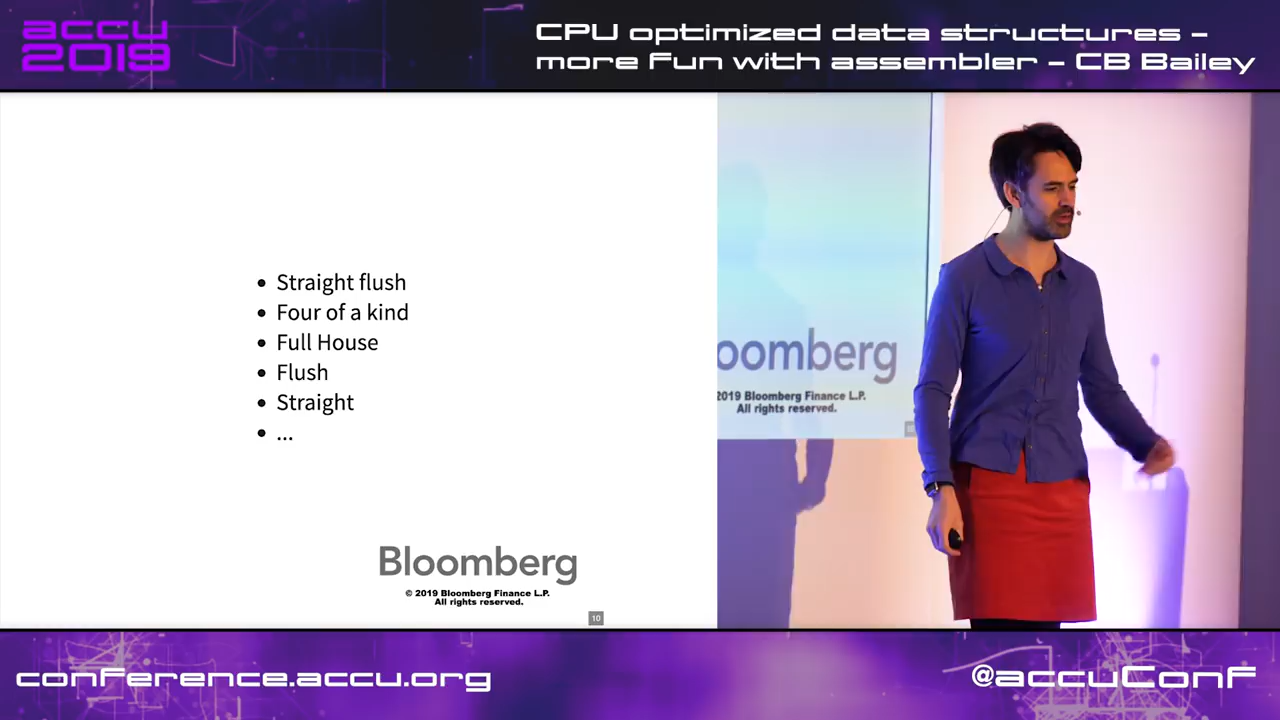 accu
2019
CPU optimized data structures –
more fun with assembler – CB Bailey
• Straight flush
• Four of a kind
• Full House
• Flush
• Straight
• ...
Bloomberg
© 2019 Bloomberg Finance L.P.
All rights reserved.
10
oomberg
2019 Bloomberg Finance L.P.
All rights reserved.
conference.accu.org
@accuConf